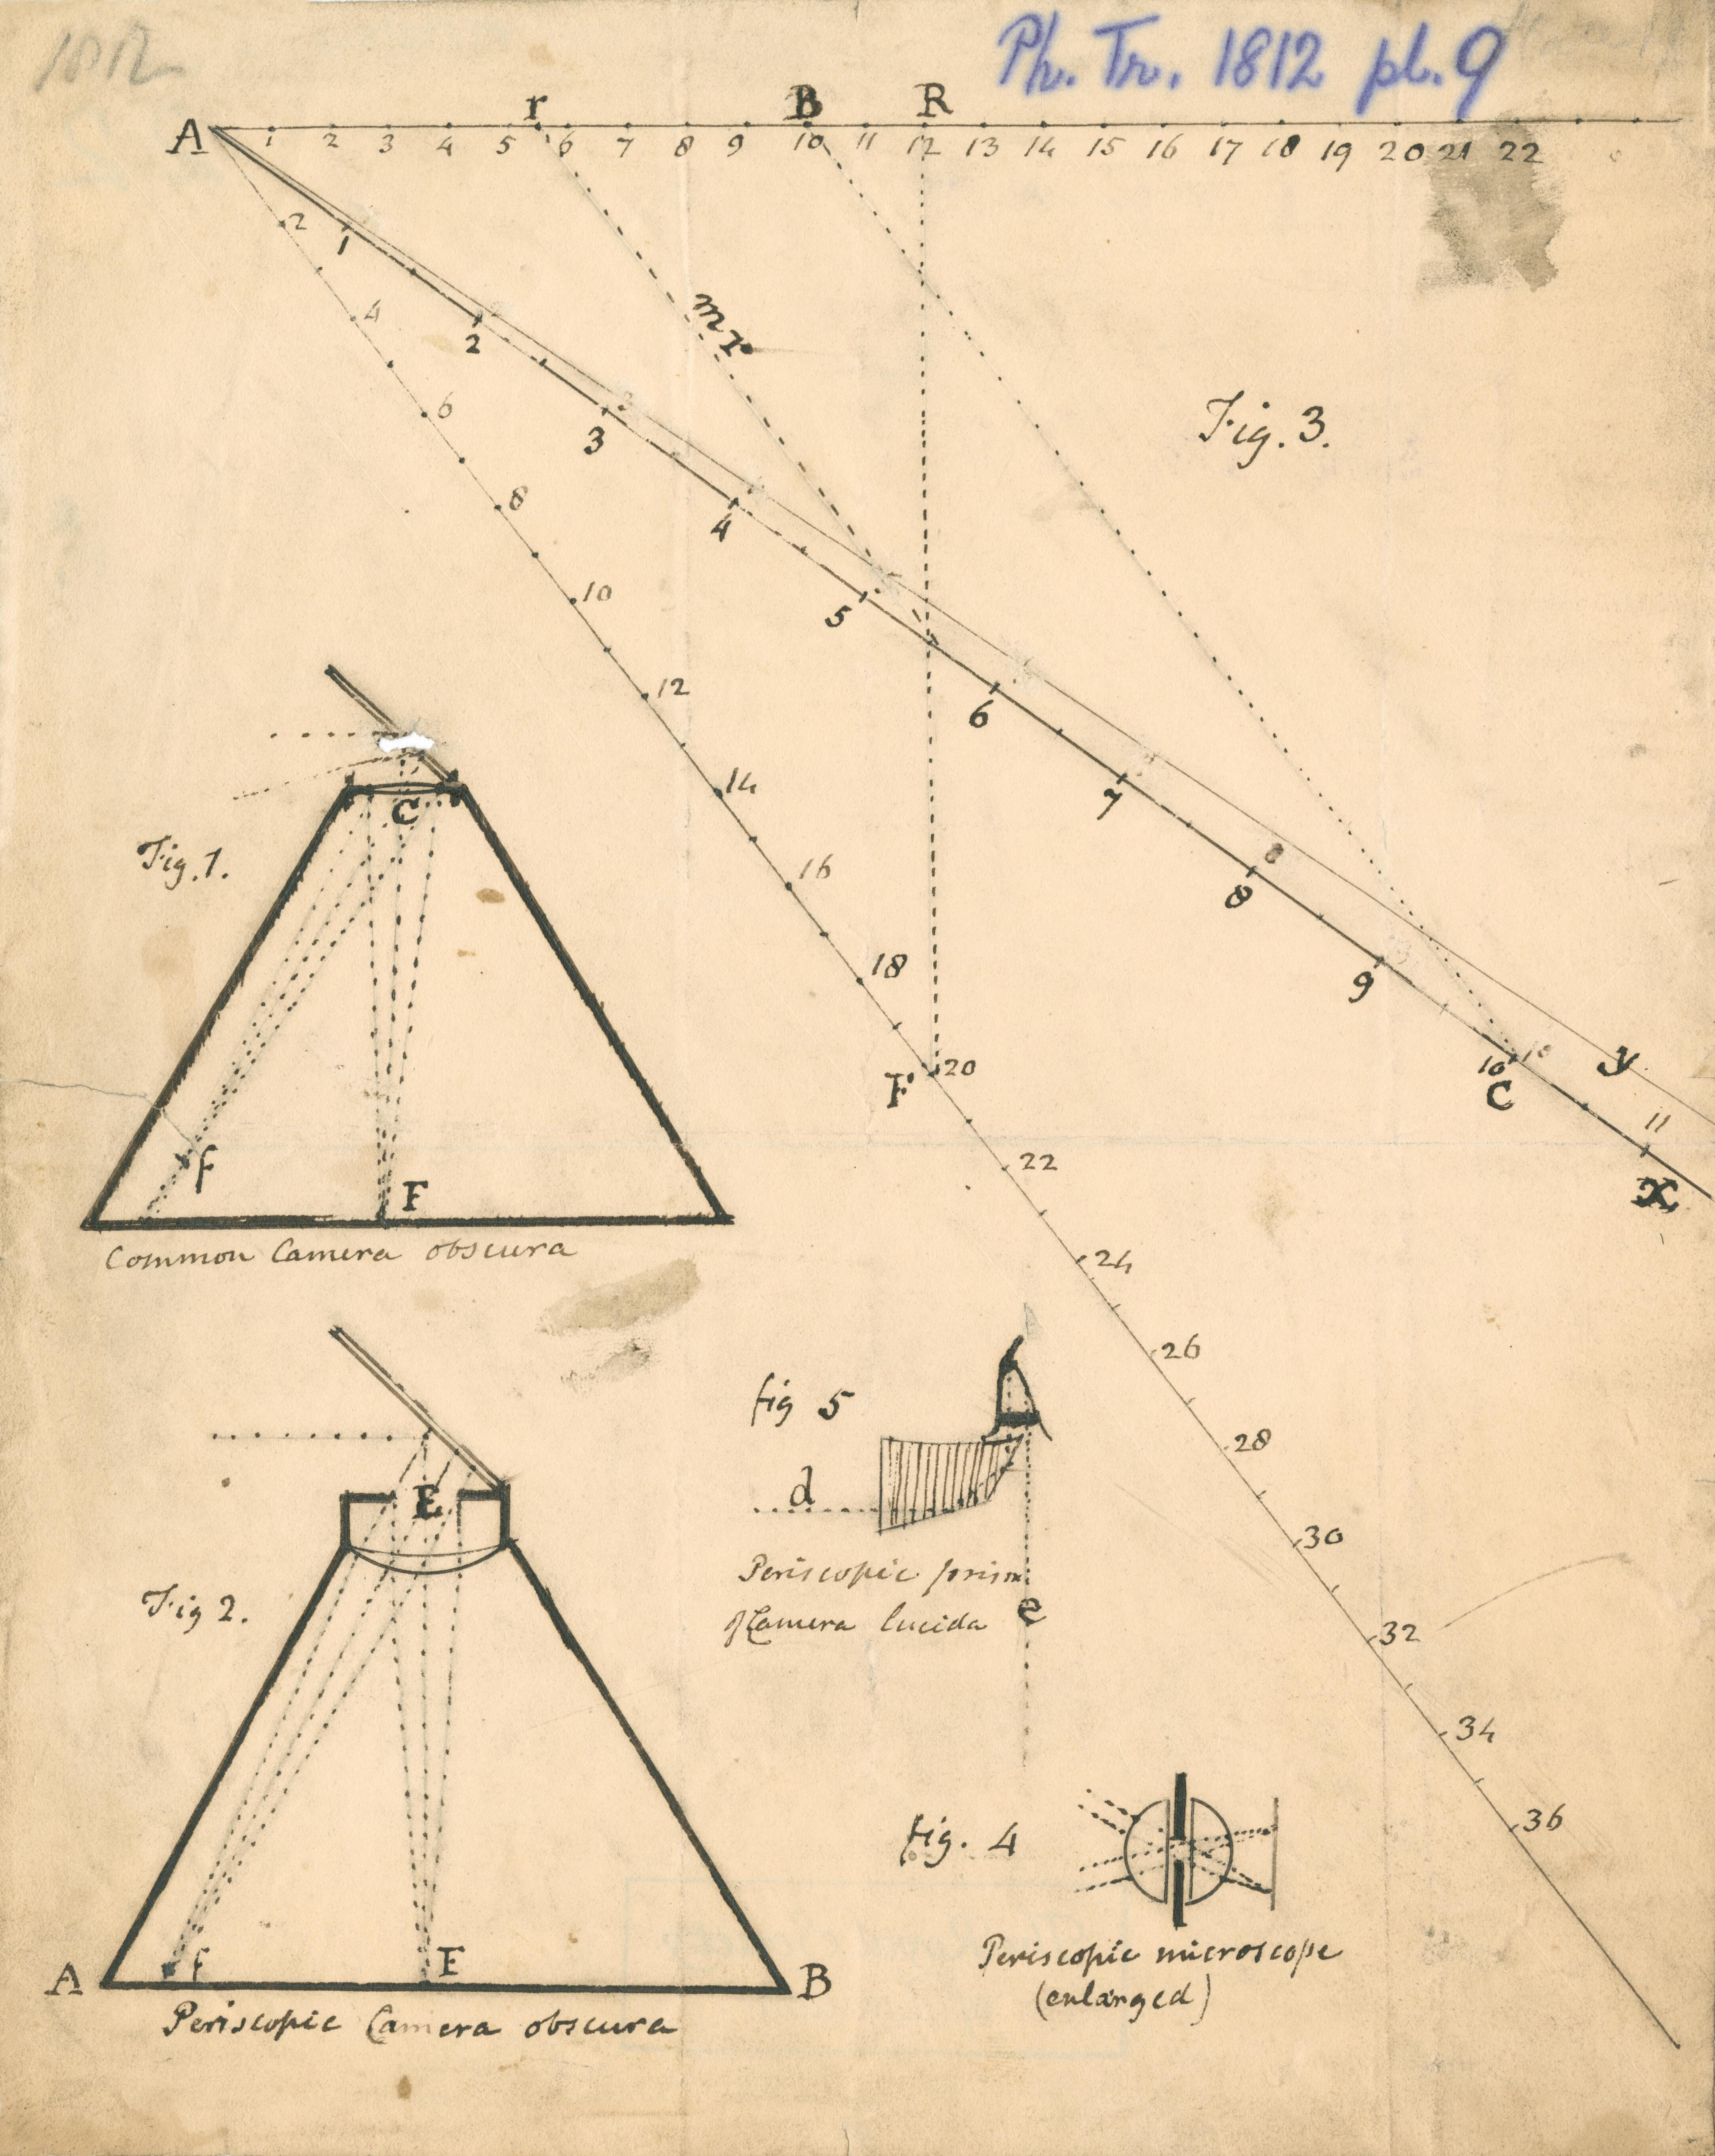 1812
Ph. Tr. 1812 pl. 9
r B R
A 1 2 3 4 5 6 7 8 9 10 11 12 13 14 15 16 17 18 19 20 21 22
2 4 6 8 10 12 14 16 18
F 20
22 24 26 28 30 32 34 36
1 2 3 4 5 6 7 8 9 10
C
11
X
y
8
10
Fig. 3.
C
Fig. 1.
f
F
Common Camera obscura
E
Fig 2.
A f F B
Periscopic Camera obscura
fig 5
d
Periscopic prism
of Camera lucida e
fig. 4
Periscopic microscope
(enlarged)